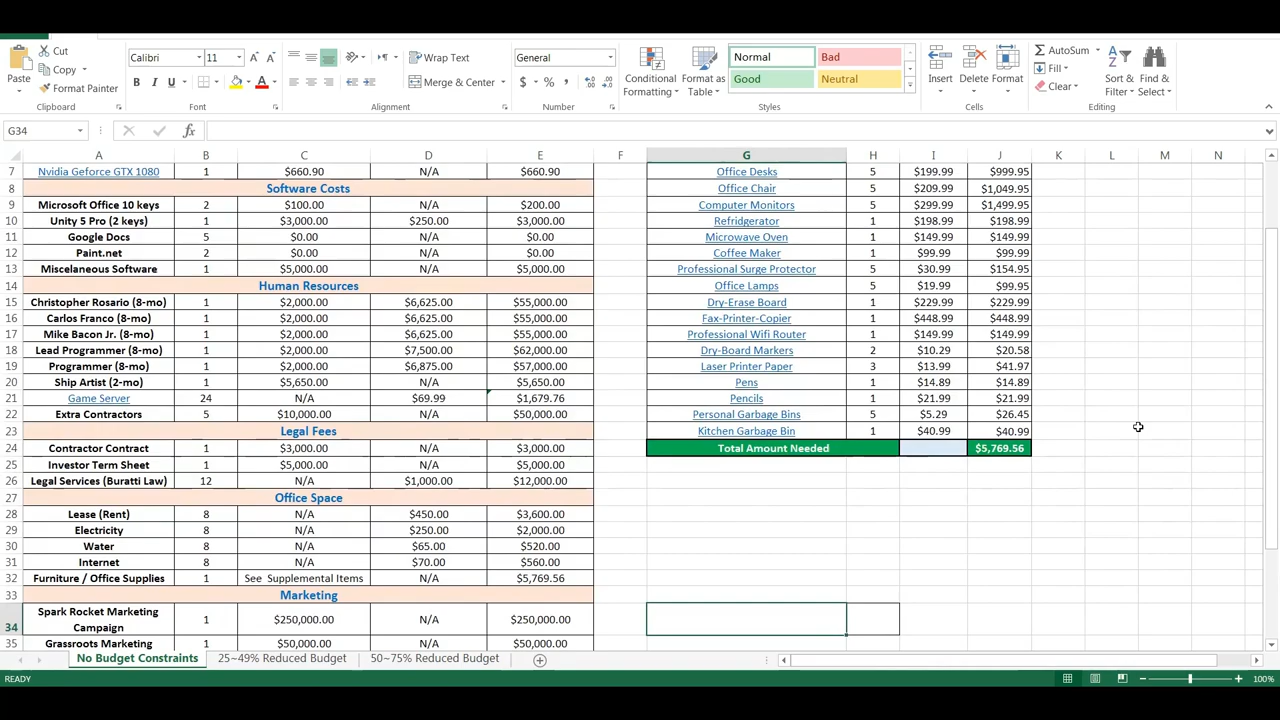 Cut
Copy
Format Painter
Paste
Clipboard
Calibri 11
B I U
Font
Wrap Text
Merge & Center
Alignment
General
$ % ,
Number
Conditional Formatting
Format as Table
Normal Bad
Good Neutral
Styles
Insert Delete Format
Cells
AutoSum
Fill
Clear
Sort & Filter
Find & Select
Editing
G34
fx
A B C D E F G H I J K L M N
7 Nvidia Geforce GTX 1080 1 $660.90 N/A $660.90 Office Desks 5 $199.99 $999.95
8 Software Costs Office Chair 5 $209.99 $1,049.95
9 Microsoft Office 10 keys 2 $100.00 N/A $200.00 Computer Monitors 5 $299.99 $1,499.95
10 Unity 5 Pro (2 keys) 1 $3,000.00 $250.00 $3,000.00 Refridgerator 1 $198.99 $198.99
11 Google Docs 5 $0.00 N/A $0.00 Microwave Oven 1 $149.99 $149.99
12 Paint.net 2 $0.00 N/A $0.00 Coffee Maker 1 $99.99 $99.99
13 Miscelaneous Software 1 $5,000.00 N/A $5,000.00 Professional Surge Protector 5 $30.99 $154.95
14 Human Resources Office Lamps 5 $19.99 $99.95
15 Christopher Rosario (8-mo) 1 $2,000.00 $6,625.00 $55,000.00 Dry-Erase Board 1 $229.99 $229.99
16 Carlos Franco (8-mo) 1 $2,000.00 $6,625.00 $55,000.00 Fax-Printer-Copier 1 $448.99 $448.99
17 Mike Bacon Jr. (8-mo) 1 $2,000.00 $6,625.00 $55,000.00 Professional Wifi Router 1 $149.99 $149.99
18 Lead Programmer (8-mo) 1 $2,000.00 $7,500.00 $62,000.00 Dry-Board Markers 2 $10.29 $20.58
19 Programmer (8-mo) 1 $2,000.00 $6,875.00 $57,000.00 Laser Printer Paper 3 $13.99 $41.97
20 Ship Artist (2-mo) 1 $5,650.00 N/A $5,650.00 Pens 1 $14.89 $14.89
21 Game Server 24 N/A $69.99 $1,679.76 Pencils 1 $21.99 $21.99
22 Extra Contractors 5 $10,000.00 N/A $50,000.00 Personal Garbage Bins 5 $5.29 $26.45
23 Legal Fees Kitchen Garbage Bin 1 $40.99 $40.99
24 Contractor Contract 1 $3,000.00 N/A $3,000.00 Total Amount Needed $5,769.56
25 Investor Term Sheet 1 $5,000.00 N/A $5,000.00
26 Legal Services (Buratti Law) 12 N/A $1,000.00 $12,000.00
27 Office Space
28 Lease (Rent) 8 N/A $450.00 $3,600.00
29 Electricity 8 N/A $250.00 $2,000.00
30 Water 8 N/A $65.00 $520.00
31 Internet 8 N/A $70.00 $560.00
32 Furniture / Office Supplies 1 See Supplemental Items N/A $5,769.56
33 Marketing
34 Spark Rocket Marketing Campaign 1 $250,000.00 N/A $250,000.00
35 Grassroots Marketing 1 $50,000.00 N/A $50,000.00
No Budget Constraints 25~49% Reduced Budget 50~75% Reduced Budget
READY 100%